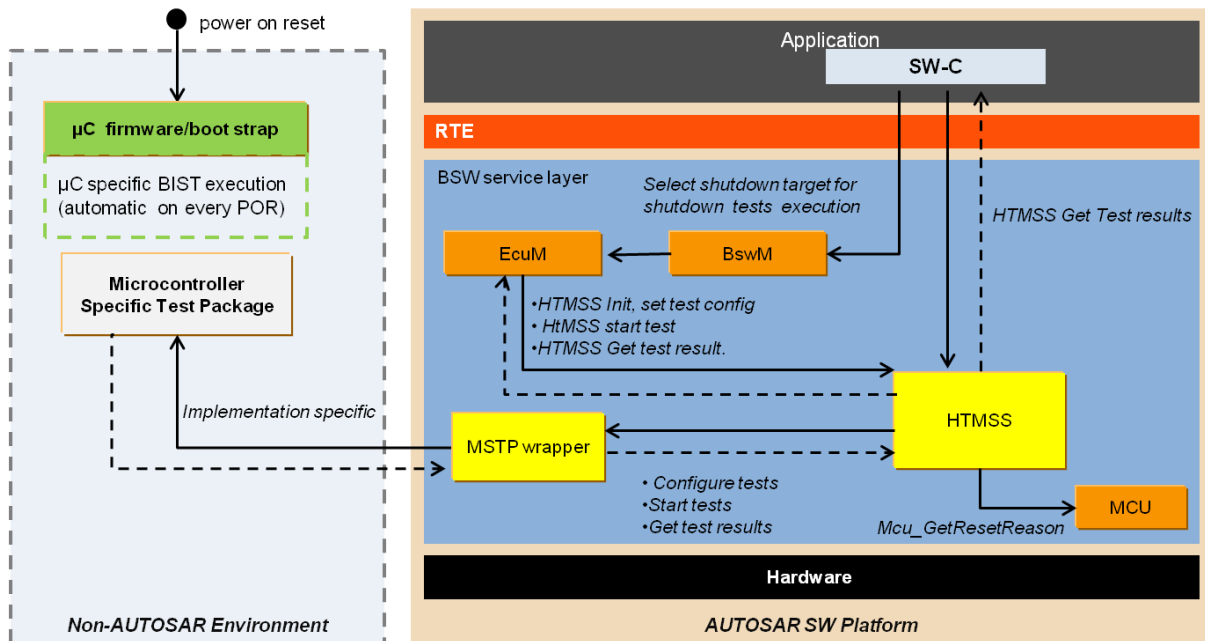 power on reset
µC firmware/boot strap
µC specific BIST execution
(automatic on every POR)
Microcontroller
Specific Test Package
Implementation specific
Non-AUTOSAR Environment
Application
SW-C
RTE
BSW service layer
Select shutdown target for
shutdown tests execution
HTMSS Get Test results
EcuM
BswM
•HTMSS Init, set test config
• HtMSS start test
•HTMSS Get test result.
HTMSS
MSTP wrapper
• Configure tests
•Start tests
•Get test results
MCU
Mcu_GetResetReason
Hardware
AUTOSAR SW Platform